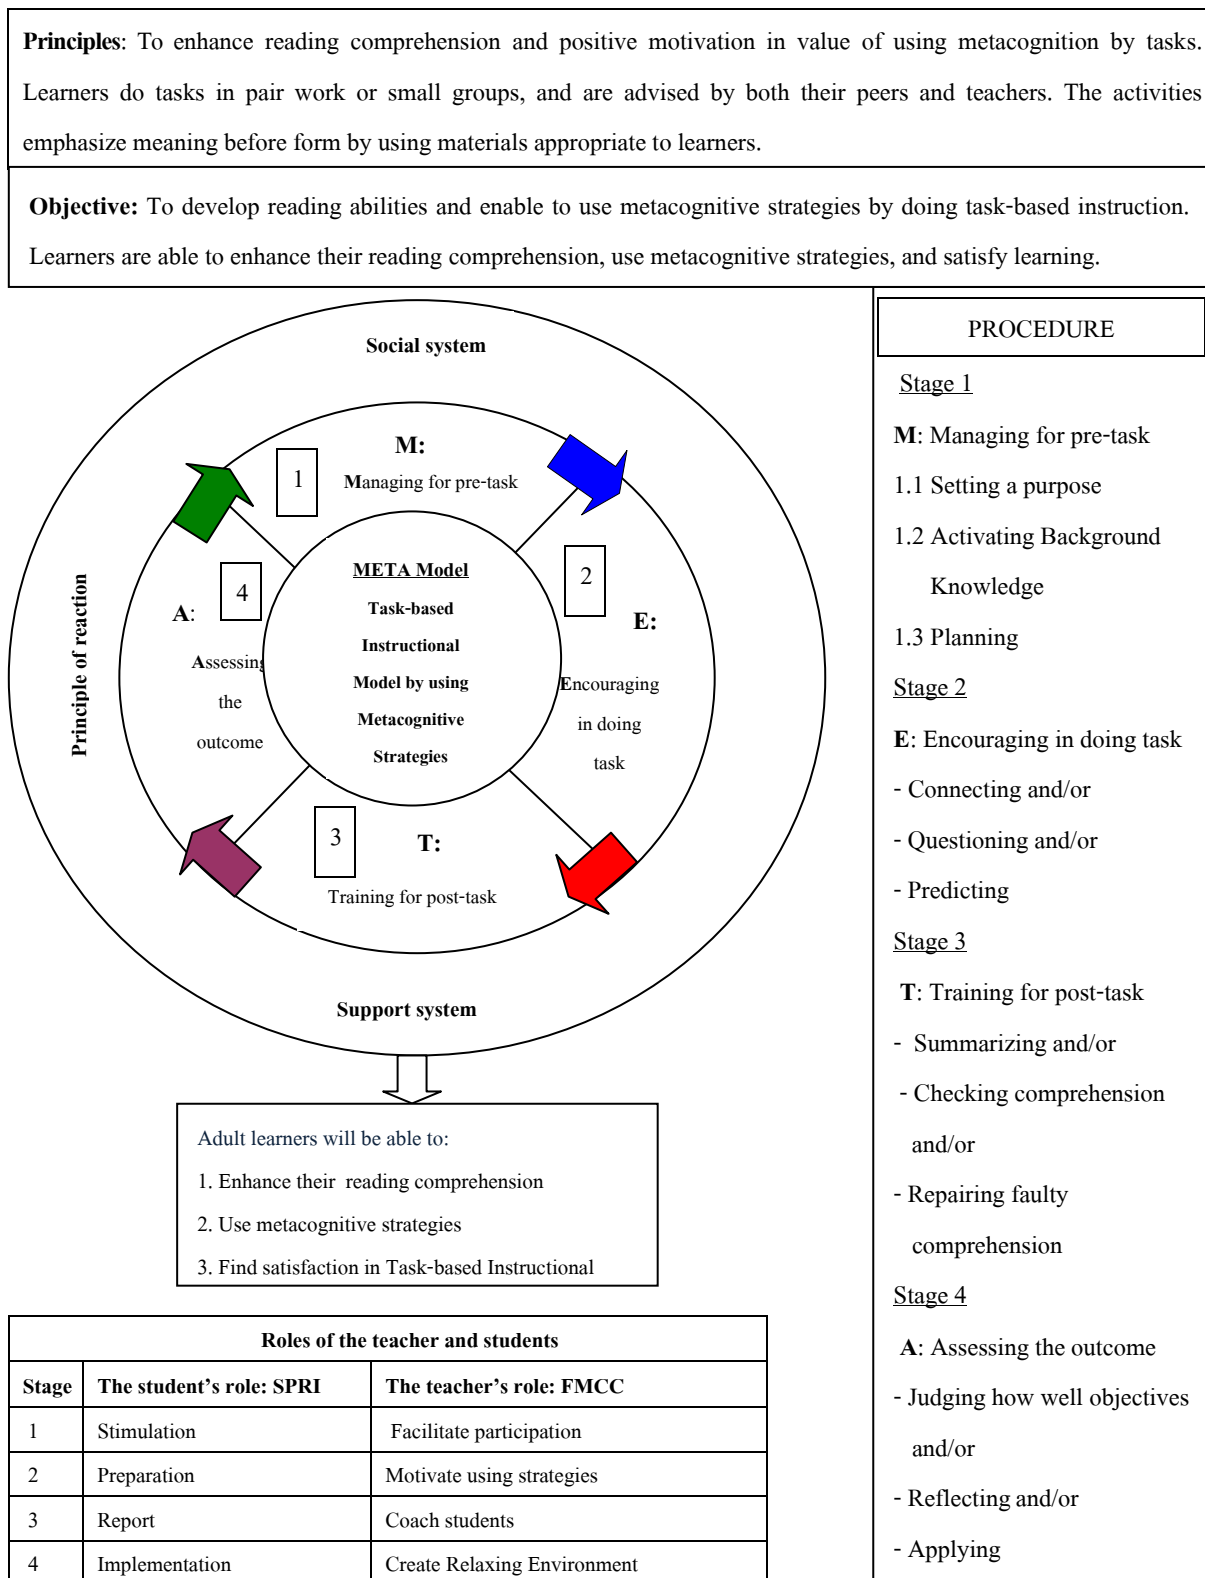 Principles: To enhance reading comprehension and positive motivation in value of using metacognition by tasks.
Learners do tasks in pair work or small groups, and are advised by both their peers and teachers. The activities
emphasize meaning before form by using materials appropriate to learners.
Objective: To develop reading abilities and enable to use metacognitive strategies by doing task-based instruction.
Learners are able to enhance their reading comprehension, use metacognitive strategies, and satisfy learning.
Social system
M:
1
Managing for pre-task
2
E:
Encouraging
in doing
task
META Model
Task-based
Instructional
Model by using
Metacognitive
Strategies
4
A:
Assessing
the
outcome
Principle of reaction
3
T:
Training for post-task
Support system
Adult learners will be able to:
1. Enhance their reading comprehension
2. Use metacognitive strategies
3. Find satisfaction in Task-based Instructional
Roles of the teacher and students
Stage The student's role: SPRI The teacher's role: FMCC
1 Stimulation Facilitate participation
2 Preparation Motivate using strategies
3 Report Coach students
4 Implementation Create Relaxing Environment
PROCEDURE
Stage 1
M: Managing for pre-task
1.1 Setting a purpose
1.2 Activating Background
Knowledge
1.3 Planning
Stage 2
E: Encouraging in doing task
- Connecting and/or
- Questioning and/or
- Predicting
Stage 3
T: Training for post-task
- Summarizing and/or
- Checking comprehension
and/or
- Repairing faulty
comprehension
Stage 4
A: Assessing the outcome
- Judging how well objectives
and/or
- Reflecting and/or
- Applying